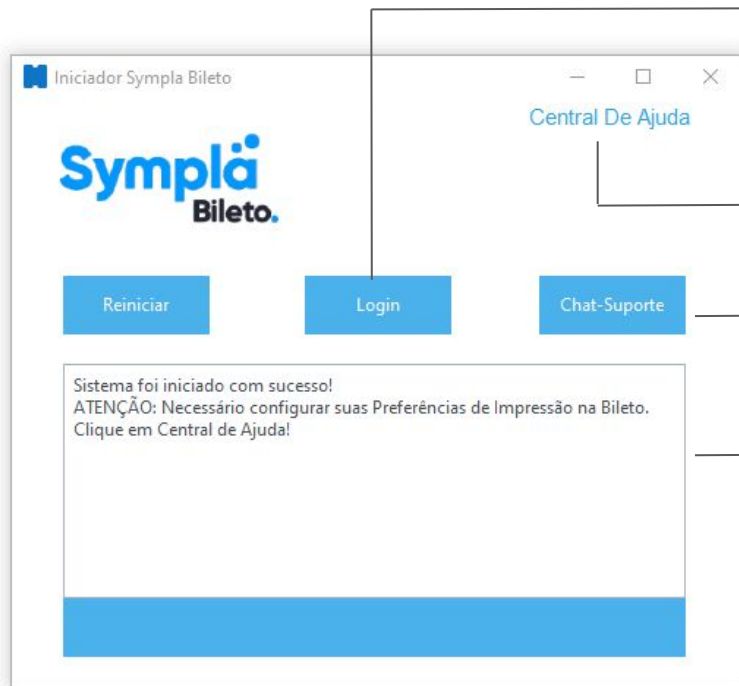 Iniciador Sympla Bileto
Central De Ajuda
Sympla
Bileto.
Reiniciar
Login
Chat-Suporte
Sistema foi iniciado com sucesso!
ATENÇÃO: Necessário configurar suas Preferências de Impressão na Bileto.
Clique em Central de Ajuda!